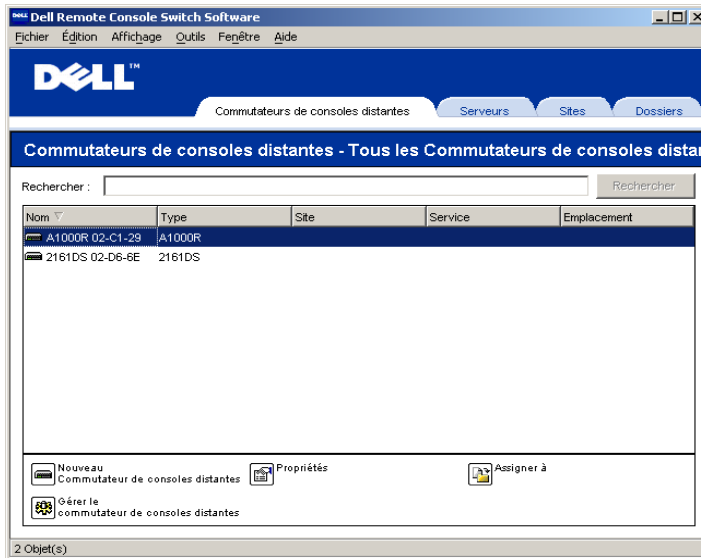 Dell Remote Console Switch Software
Fichier Édition Affichage Outils Fenêtre Aide
DELL™
Commutateurs de consoles distantes Serveurs Sites Dossiers
Commutateurs de consoles distantes - Tous les Commutateurs de consoles distar
Rechercher : Rechercher
Nom Type Site Service Emplacement
A1000R 02-C1-29 A1000R
2161DS 02-D6-6E 2161DS
Nouveau
Commutateur de consoles distantes
Propriétés
Assigner à
Gérer le
commutateur de consoles distantes
2 Objet(s)